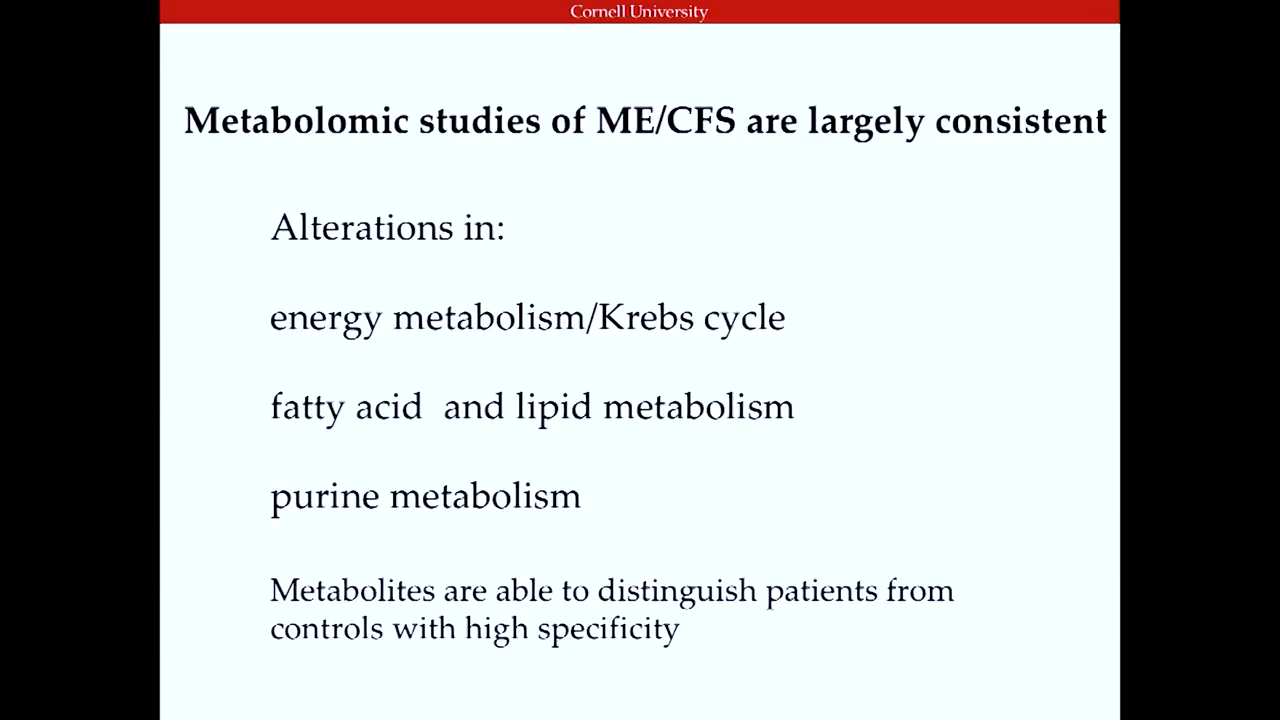 Cornell University
Metabolomic studies of ME/CFS are largely consistent
Alterations in:
energy metabolism/Krebs cycle
fatty acid  and lipid metabolism
purine metabolism
Metabolites are able to distinguish patients from
controls with high specificity